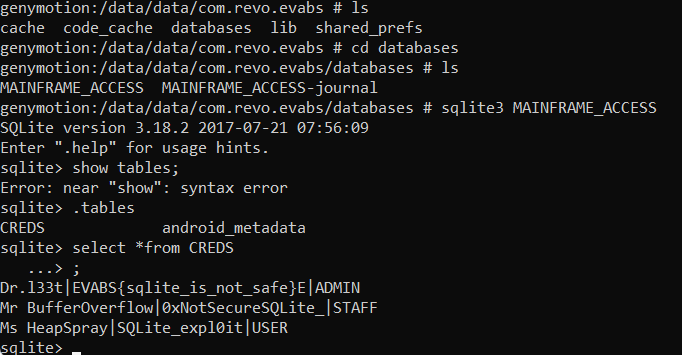 genymotion:/data/data/com.revo.evabs # ls
cache  code_cache  databases  lib  shared_prefs
genymotion:/data/data/com.revo.evabs # cd databases
genymotion:/data/data/com.revo.evabs/databases # ls
MAINFRAME_ACCESS  MAINFRAME_ACCESS-journal
genymotion:/data/data/com.revo.evabs/databases # sqlite3 MAINFRAME_ACCESS
SQLite version 3.18.2 2017-07-21 07:56:09
Enter ".help" for usage hints.
sqlite> show tables;
Error: near "show": syntax error
sqlite> .tables
CREDS             android_metadata
sqlite> select *from CREDS
   ...> ;
Dr.l33t|EVABS{sqlite_is_not_safe}E|ADMIN
Mr BufferOverflow|0xNotSecureSQLite_|STAFF
Ms HeapSpray|SQLite_expl0it|USER
sqlite>